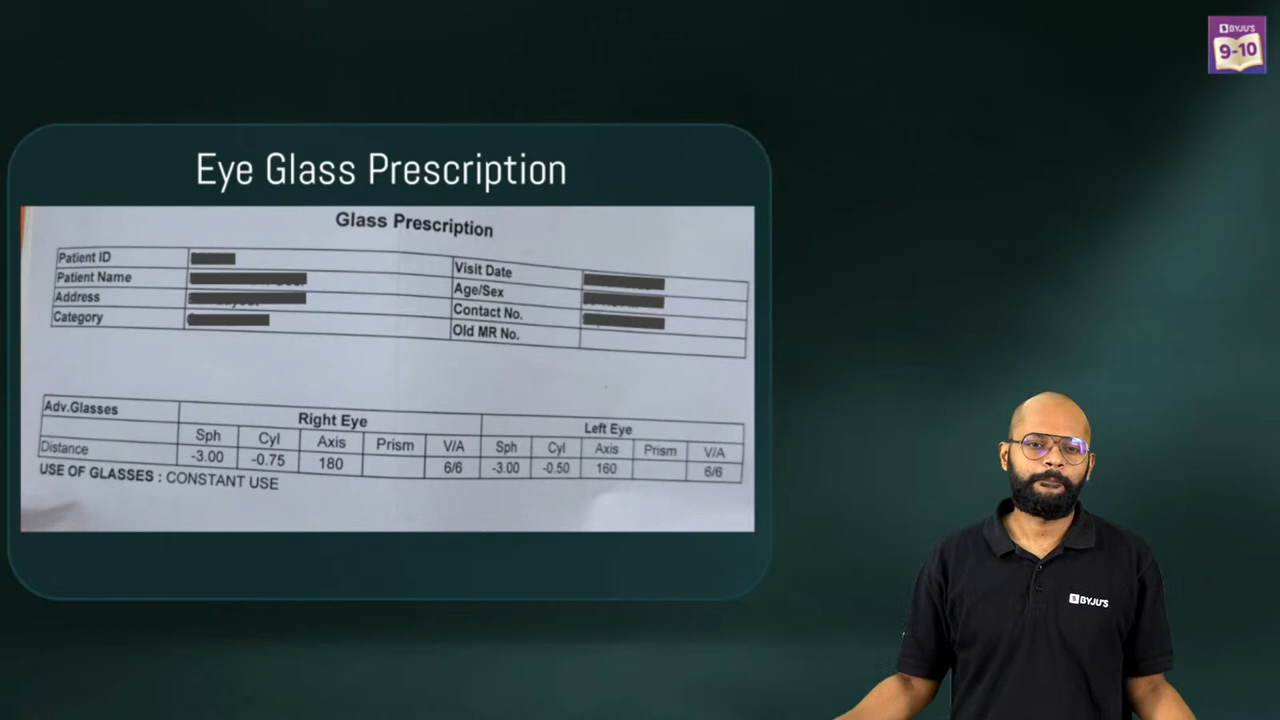 BYJU'S
9-10
Eye Glass Prescription
Glass Prescription
Patient ID
Patient Name
Address
Category
Visit Date
Age/Sex
Contact No.
Old MR No.
Adv.Glasses Right Eye Left Eye
Sph Cyl Axis Prism V/A Sph Cyl Axis Prism V/A
Distance -3.00 -0.75 180 6/6 -3.00 -0.50 160 6/6
USE OF GLASSES : CONSTANT USE
BYJU'S